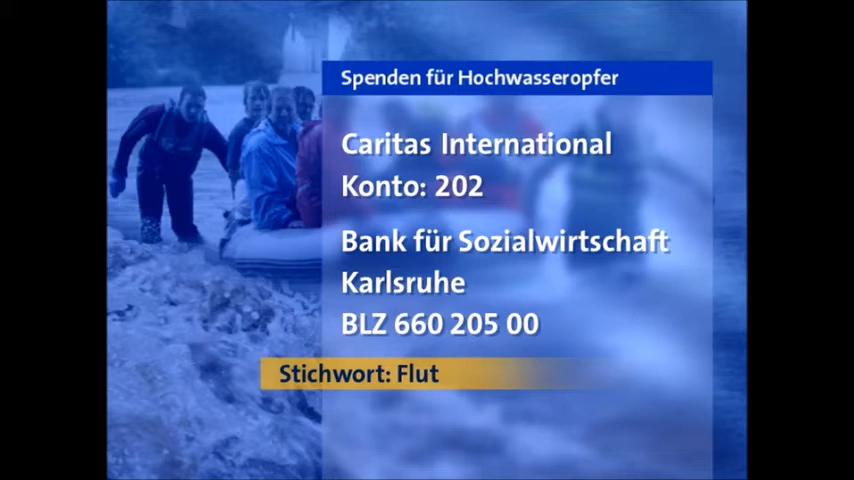 Spenden für Hochwasseropfer
Caritas International
Konto: 202
Bank für Sozialwirtschaft
Karlsruhe
BLZ 660 205 00
Stichwort: Flut